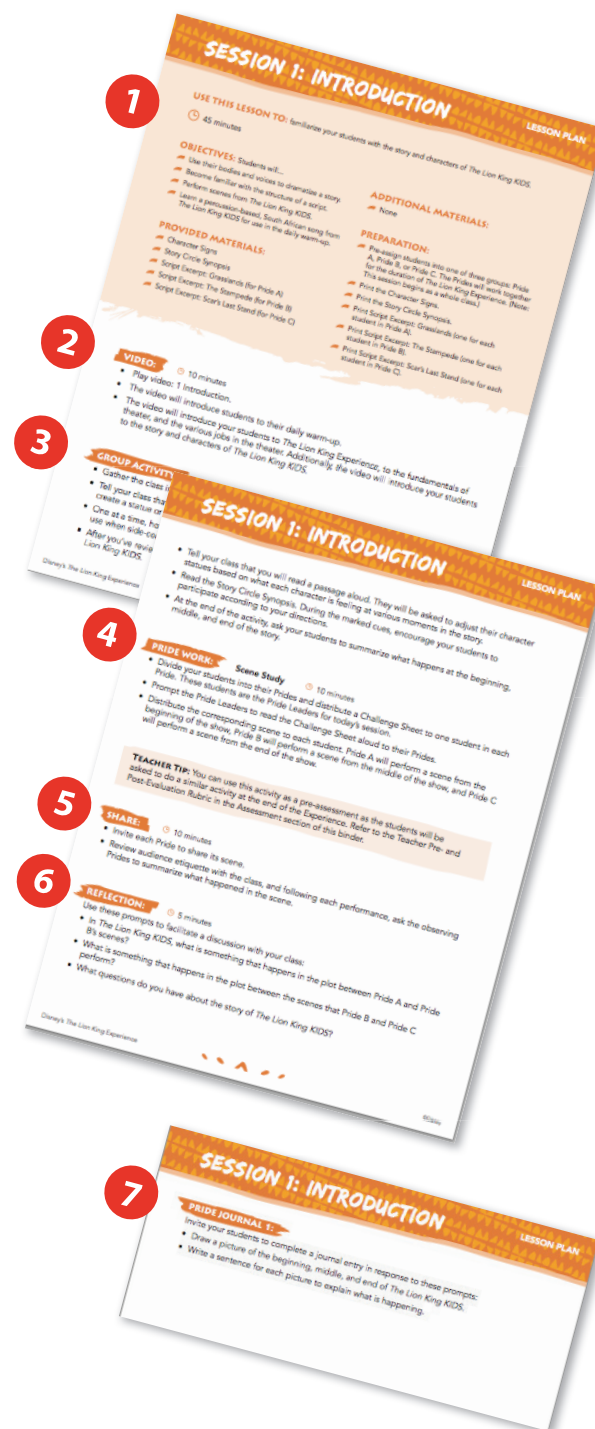 1
SESSION 1: INTRODUCTION
LESSON PLAN
USE THIS LESSON TO: familiarize your students with the story and characters of The Lion King KIDS.
45 minutes
OBJECTIVES: Students will...
Use their bodies and voices to dramatize a story.
Become familiar with the structure of a script.
Perform scenes from The Lion King KIDS.
Learn a percussion-based, South African song from
The Lion King KIDS for use in the daily warm-up.
PROVIDED MATERIALS:
Character Signs
Story Circle Synopsis
Script Excerpt: Grasslands (for Pride A)
Script Excerpt: The Stampede (for Pride B)
Script Excerpt: Scar's Last Stand (for Pride C)
ADDITIONAL MATERIALS:
None
PREPARATION:
Pre-assign students into one of three groups: Pride
A, Pride B, or Pride C. The Prides will work together
for the duration of The Lion King Experience. (Note:
This session begins as a whole class.)
Print the Character Signs.
Print the Story Circle Synopsis.
Print Script Excerpt: Grasslands (one for each
student in Pride A).
Print Script Excerpt: The Stampede (one for each
student in Pride B).
Print Script Excerpt: Scar's Last Stand (one for each
student in Pride C).
2
VIDEO:
10 minutes
• Play video: 1 Introduction.
• The video will introduce students to their daily warm-up.
• The video will introduce your students to The Lion King Experience, to the fundamentals of
theater, and the various jobs in the theater. Additionally, the video will introduce your students
to the story and characters of The Lion King KIDS.
3
GROUP ACTIVITY
• Gather the class
• Tell your class tha
create a statue or
• One at a time, ho
use when side-co
• After you've revie
Lion King KIDS.
Disney's The Lion King Experience
SESSION 1: INTRODUCTION
LESSON PLAN
• Tell your class that you will read a passage aloud. They will be asked to adjust their character
statues based on what each character is feeling at various moments in the story.
• Read the Story Circle Synopsis. During the marked cues, encourage your students to
participate according to your directions.
• At the end of the activity, ask your students to summarize what happens at the beginning,
middle, and end of the story.
4
PRIDE WORK: Scene Study
10 minutes
• Divide your students into their Prides and distribute a Challenge Sheet to one student in each
Pride. These students are the Pride Leaders for today's session.
• Prompt the Pride Leaders to read the Challenge Sheet aloud to their Prides.
• Distribute the corresponding scene to each student. Pride A will perform a scene from the
beginning of the show, Pride B will perform a scene from the middle of the show, and Pride C
will perform a scene from the end of the show.
TEACHER TIP: You can use this activity as a pre-assessment as the students will be
asked to do a similar activity at the end of the Experience. Refer to the Teacher Pre- and
Post-Evaluation Rubric in the Assessment section of this binder.
5
SHARE:
10 minutes
• Invite each Pride to share its scene.
• Review audience etiquette with the class, and following each performance, ask the observing
Prides to summarize what happened in the scene.
6
REFLECTION:
5 minutes
Use these prompts to facilitate a discussion with your class:
• In The Lion King KIDS, what is something that happens in the plot between Pride A and Pride
B's scenes?
• What is something that happens in the plot between the scenes that Pride B and Pride C
perform?
• What questions do you have about the story of The Lion King KIDS?
Disney's The Lion King Experience
©Disney
7
SESSION 1: INTRODUCTION
LESSON PLAN
PRIDE JOURNAL 1:
Invite your students to complete a journal entry in response to these prompts:
• Draw a picture of the beginning, middle, and end of The Lion King KIDS.
• Write a sentence for each picture to explain what is happening.